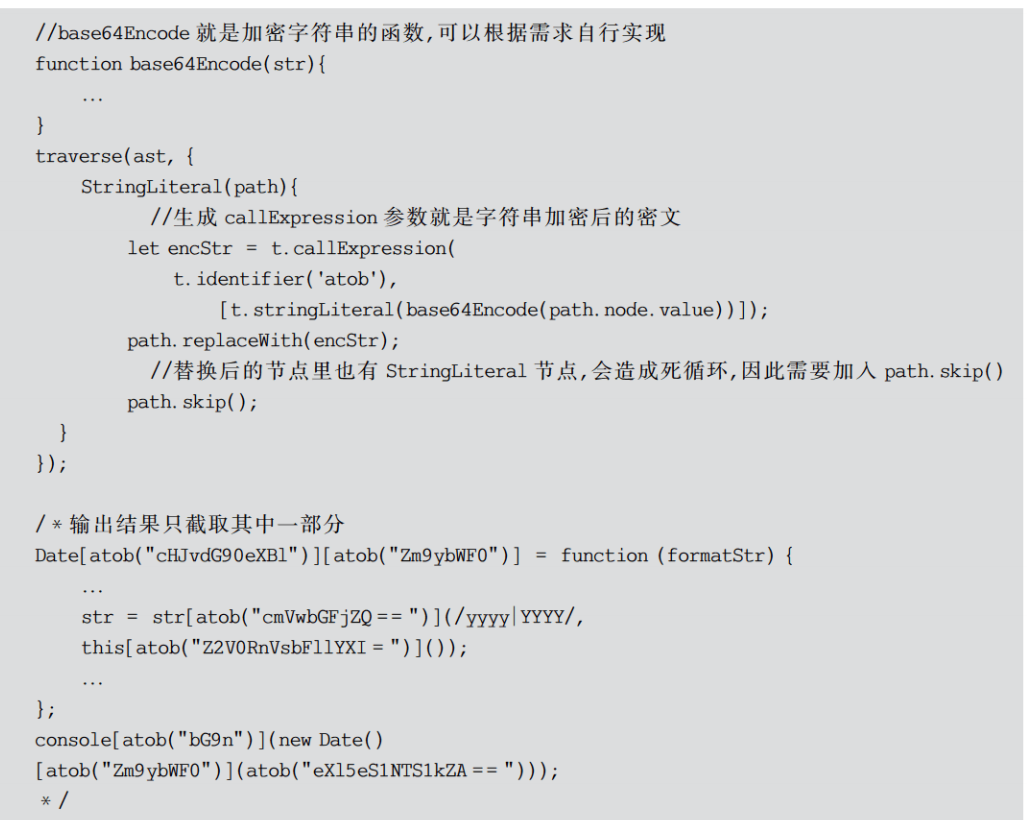 //base64Encode 就是加密字符串的函数,可以根据需求自行实现
function base64Encode(str){
…
}
traverse(ast, {
StringLiteral(path){
//生成 callExpression 参数就是字符串加密后的密文
let encStr = t.callExpression(
t.identifier('atob'),
[t.stringLiteral(base64Encode(path.node.value))]);
path.replaceWith(encStr);
//替换后的节点里也有 StringLiteral 节点,会造成死循环,因此需要加入 path.skip()
path.skip();
}
});
/*输出结果只截取其中一部分
Date[atob("cHJvdG90eXBl")][atob("Zm9ybWF0")] = function (formatStr) {
…
str = str[atob("cmVwbGFjZQ==")](/yyyy|YYYY/,
this[atob("Z2V0RnVsbFllYXI=")]());
…
};
console[atob("bG9n")](new Date()
[atob("Zm9ybWF0")](atob("eXl5eS1NTS1kZA==")));
*/